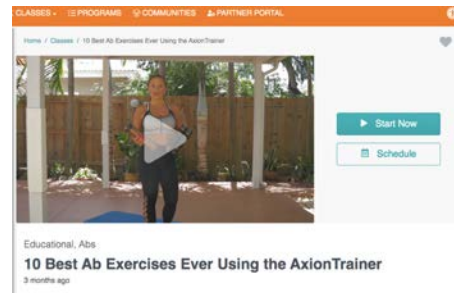 CLASSES PROGRAMS COMMUNITIES PARTNER PORTAL
Home / Classes / 10 Best Ab Exercises Ever Using the AxionTrainer
Start Now
Schedule
Educational, Abs
10 Best Ab Exercises Ever Using the AxionTrainer
3 months ago